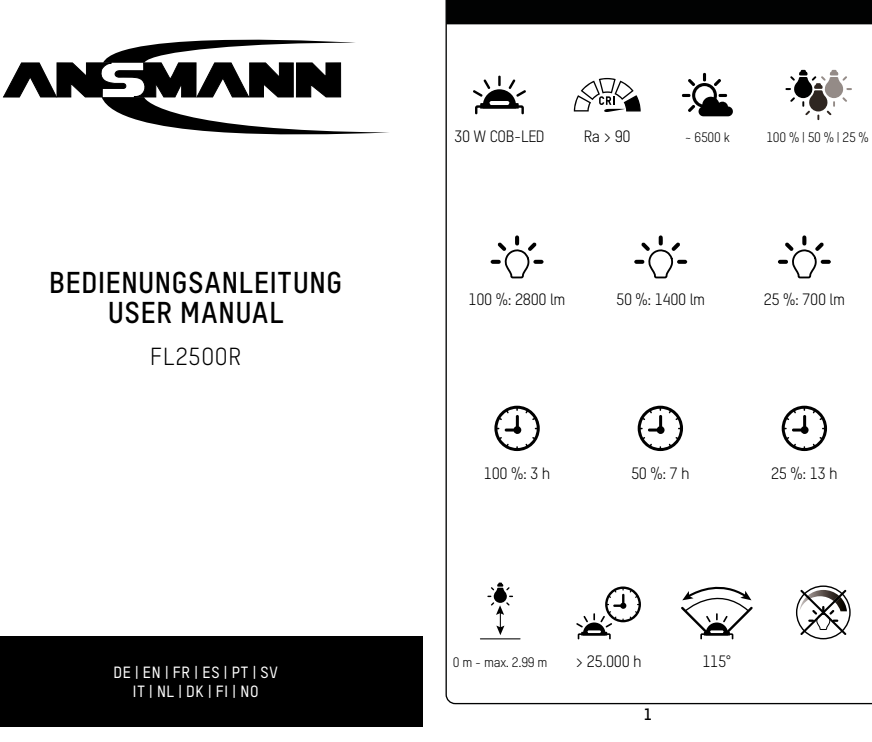 ANSMANN
BEDIENUNGSANLEITUNG
USER MANUAL
FL2500R
DE | EN | FR | ES | PT | SV
IT | NL | DK | FI | NO
CRI
30 W COB-LED
Ra > 90
~ 6500 k
100 % | 50 % | 25 %
100 %: 2800 lm
50 %: 1400 lm
25 %: 700 lm
100 %: 3 h
50 %: 7 h
25 %: 13 h
0 m - max. 2.99 m
> 25.000 h
115°
1